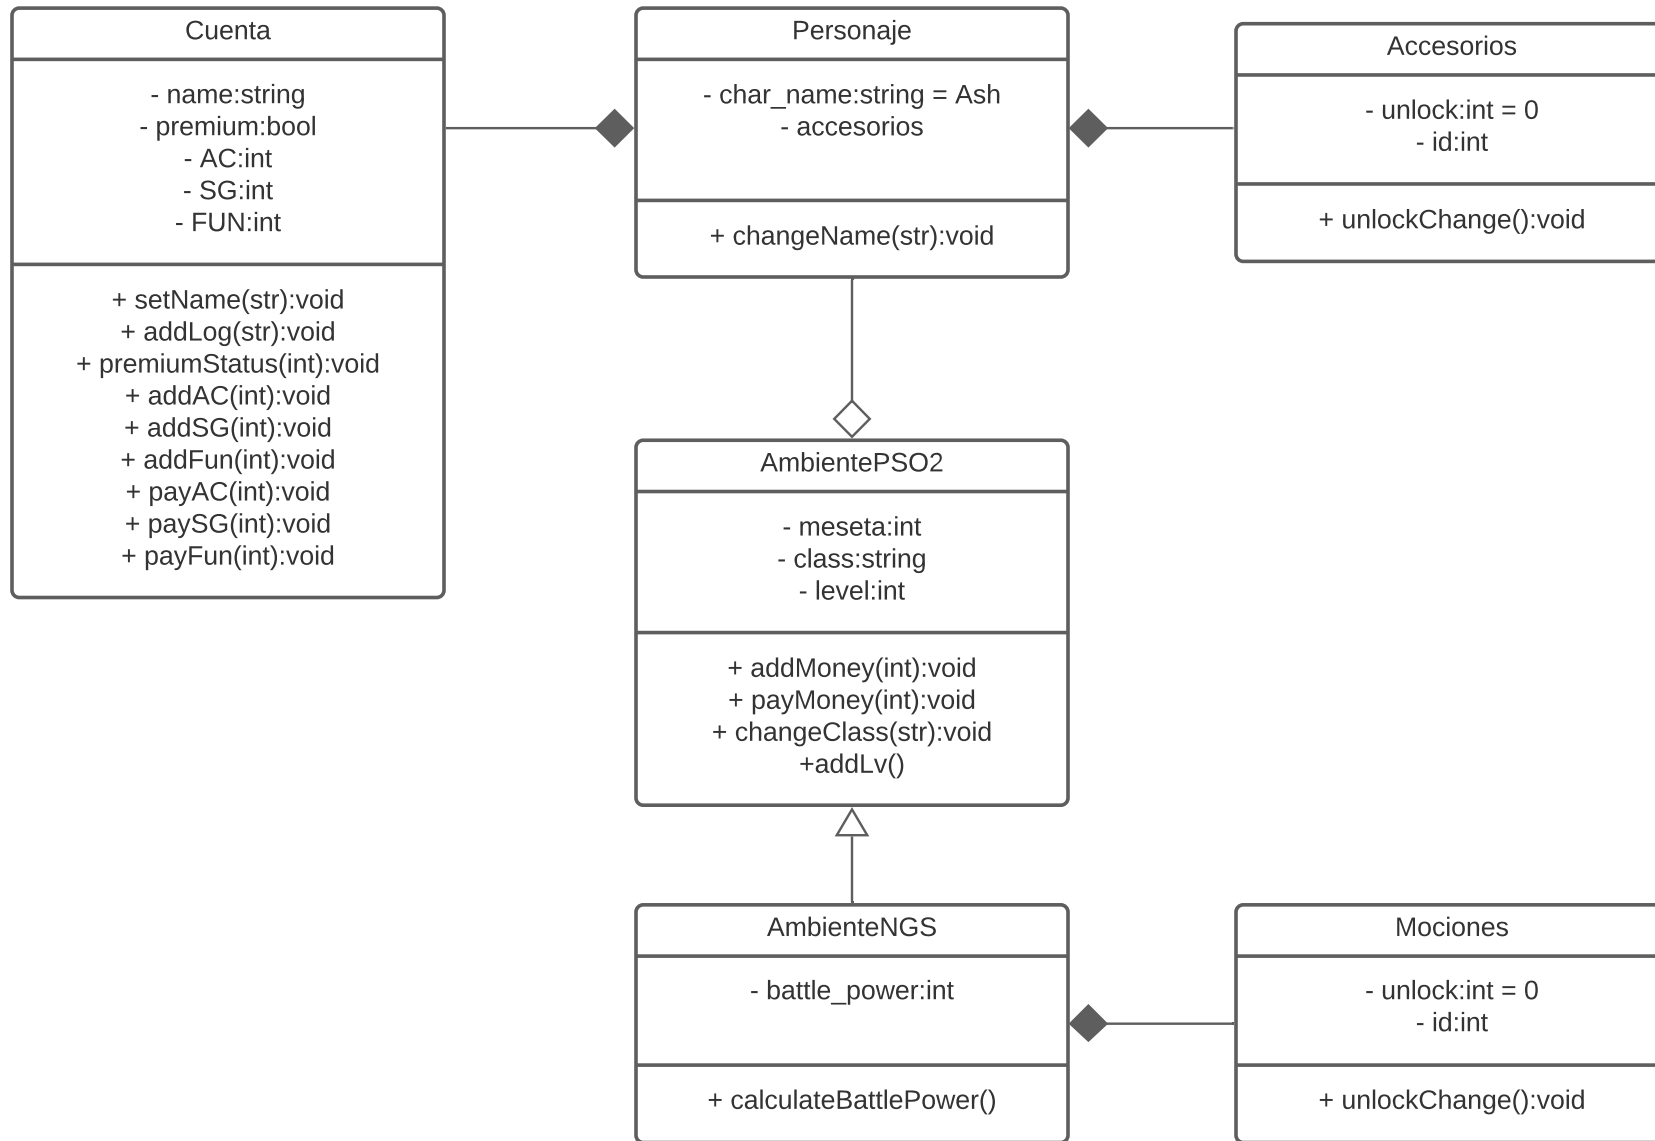 Cuenta
- name:string
- premium:bool
- AC:int
- SG:int
- FUN:int
+ setName(str):void
+ addLog(str):void
+ premiumStatus(int):void
+ addAC(int):void
+ addSG(int):void
+ addFun(int):void
+ payAC(int):void
+ paySG(int):void
+ payFun(int):void
Personaje
- char_name:string = Ash
- accesorios
+ changeName(str):void
Accesorios
- unlock:int = 0
- id:int
+ unlockChange():void
AmbientePSO2
- meseta:int
- class:string
- level:int
+ addMoney(int):void
+ payMoney(int):void
+ changeClass(str):void
+addLv()
AmbienteNGS
- battle_power:int
+ calculateBattlePower()
Mociones
- unlock:int = 0
- id:int
+ unlockChange():void